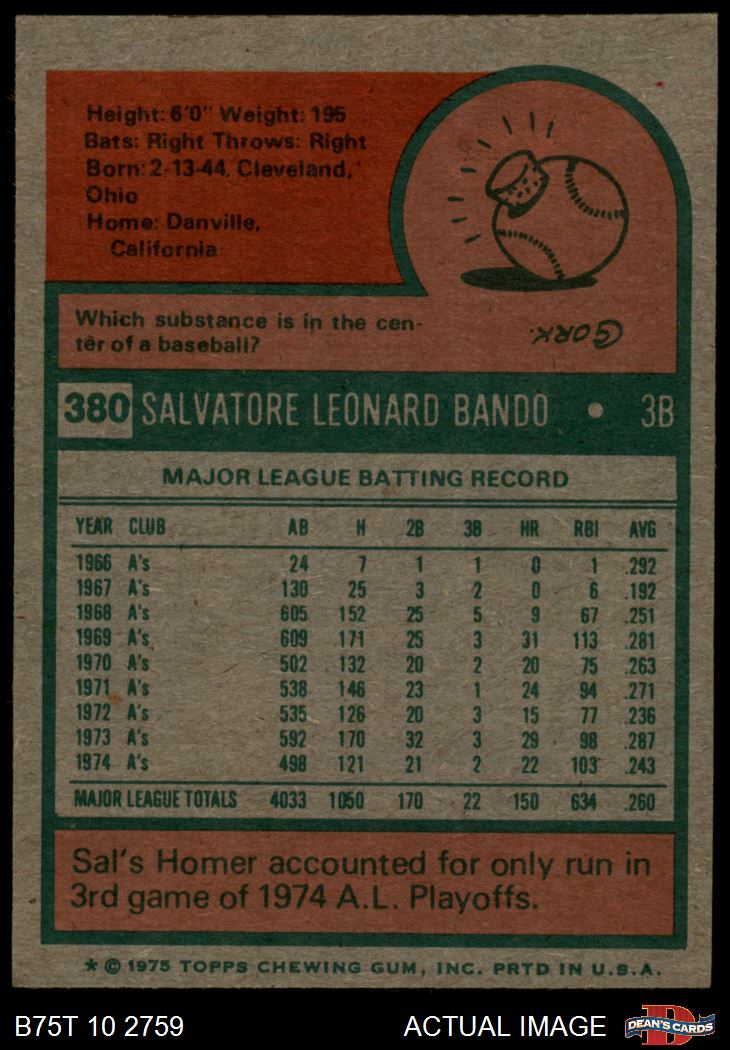 Height: 6'0" Weight: 195
Bats: Right Throws: Right
Born: 2-13-44, Cleveland,
Ohio
Home: Danville,
California
Which substance is in the cen-
ter of a baseball?
CORK.
380 SALVATORE LEONARD BANDO • 3B
MAJOR LEAGUE BATTING RECORD
YEAR CLUB AB H 2B 3B HR RBI AVG
1966 A's 24 7 1 1 0 1 .292
1967 A's 130 25 3 2 0 6 .192
1968 A's 605 152 25 5 9 67 .251
1969 A's 609 171 25 3 31 113 .281
1970 A's 502 132 20 2 20 75 .263
1971 A's 538 146 23 1 24 94 .271
1972 A's 535 126 20 3 15 77 .236
1973 A's 592 170 32 3 29 98 .287
1974 A's 498 121 21 2 22 103 .243
MAJOR LEAGUE TOTALS 4033 1050 170 22 150 634 .260
Sal's Homer accounted for only run in
3rd game of 1974 A.L. Playoffs.
* © 1975 TOPPS CHEWING GUM, INC. PRTD IN U.S.A.
B75T 10 2759 ACTUAL IMAGE D DEAN'S CARDS